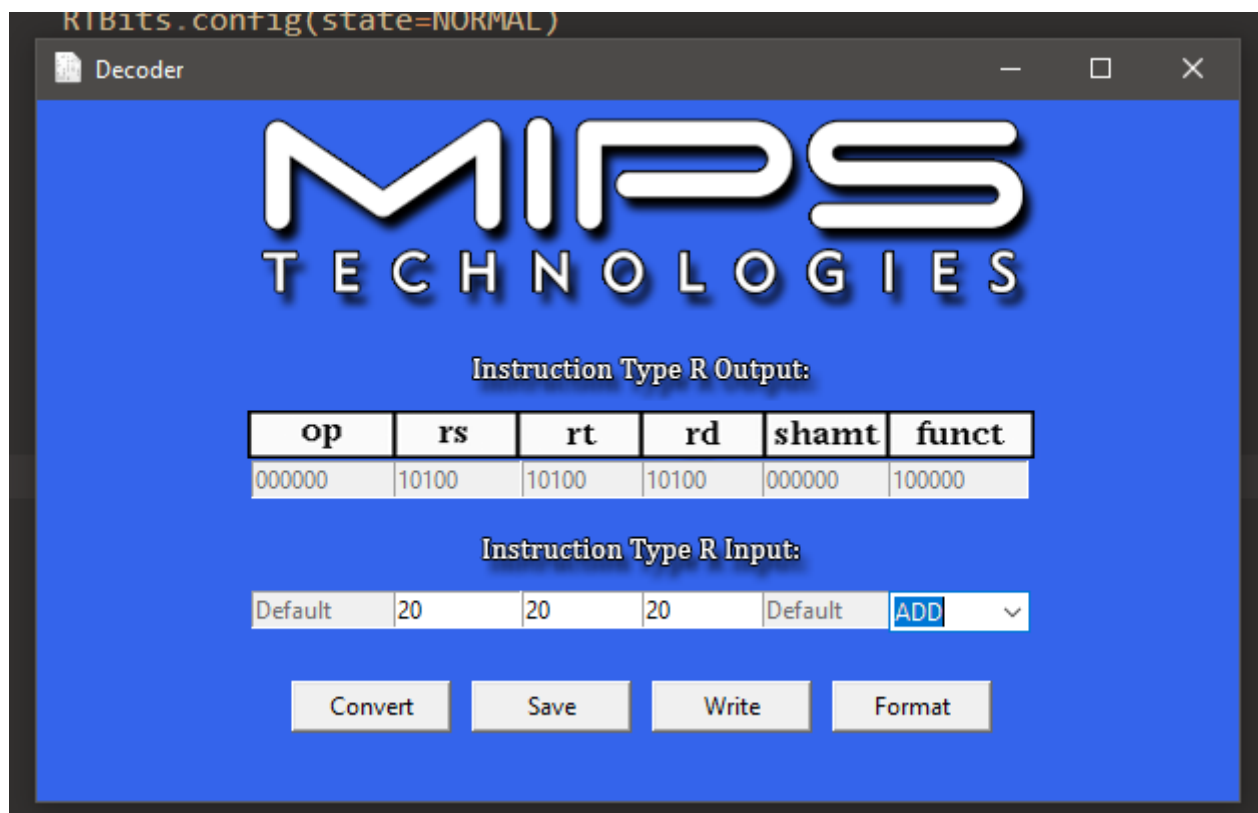 RTBits.config(state=NORMAL)
Decoder
MIPS
TECHNOLOGIES
Instruction Type R Output:
op rs rt rd shamt funct
000000 10100 10100 10100 000000 100000
Instruction Type R Input:
Default 20 20 20 Default ADD
Convert Save Write Format